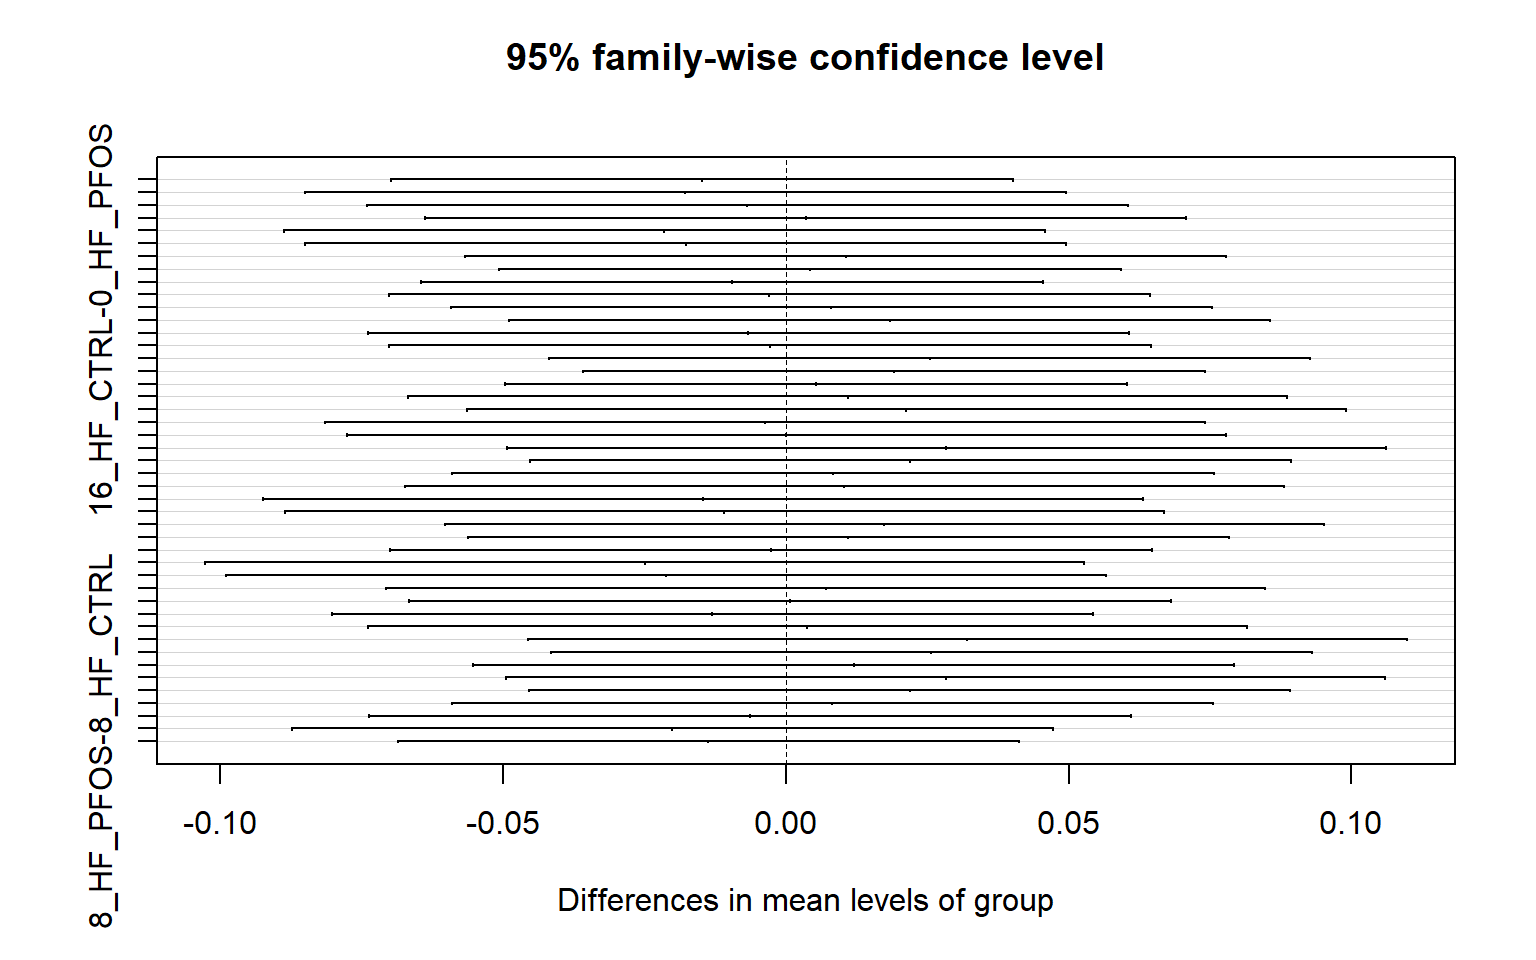 95% family-wise confidence level
16_HF_CTRL-0_HF_PFOS
8_HF_PFOS-8_HF_CTRL
-0.10 -0.05 0.00 0.05 0.10
Differences in mean levels of group